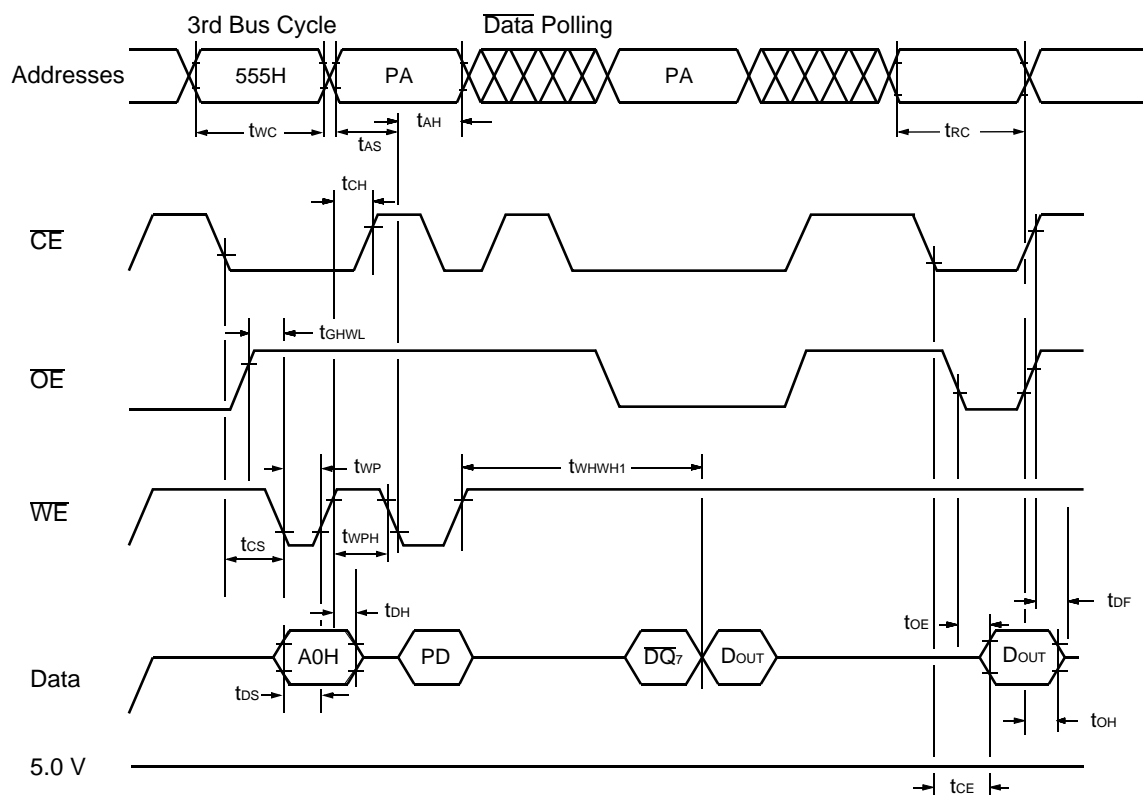 3rd Bus Cycle
Data Polling
Addresses
555H
PA
PA
tWC
tAH
tAS
tRC
tCH
CE
tGHWL
OE
tWP
tWHWH1
WE
tCS
tWPH
tDH
tDF
tOE
Data
A0H
PD
DQ7
DOUT
DOUT
tDS
tOH
5.0 V
tCE